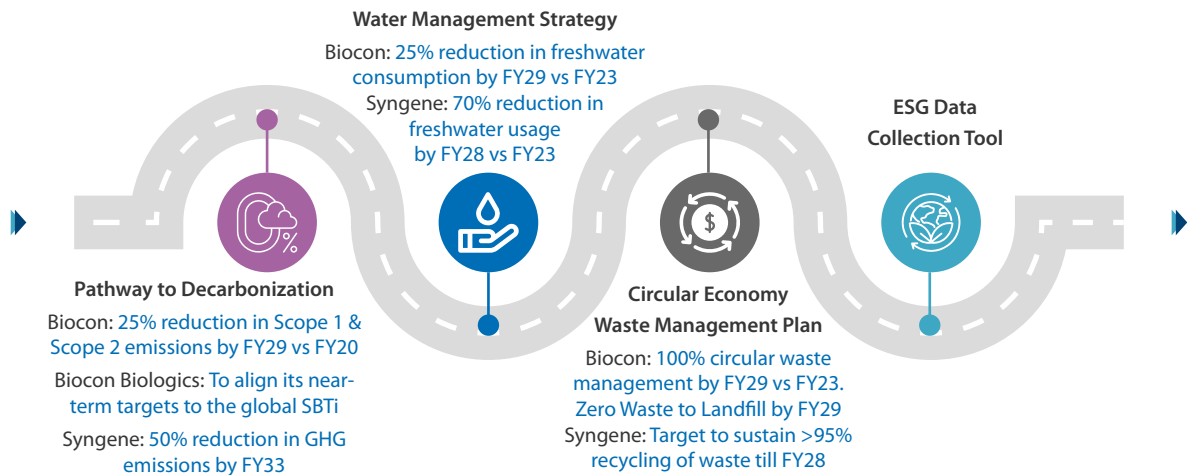 Water Management Strategy
Biocon: 25% reduction in freshwater
consumption by FY29 vs FY23
Syngene: 70% reduction in
freshwater usage
by FY28 vs FY23
ESG Data
Collection Tool
%
$
Pathway to Decarbonization
Biocon: 25% reduction in Scope 1 &
Scope 2 emissions by FY29 vs FY20
Biocon Biologics: To align its near-
term targets to the global SBTi
Syngene: 50% reduction in GHG
emissions by FY33
Circular Economy
Waste Management Plan
Biocon: 100% circular waste
management by FY29 vs FY23.
Zero Waste to Landfill by FY29
Syngene: Target to sustain >95%
recycling of waste till FY28